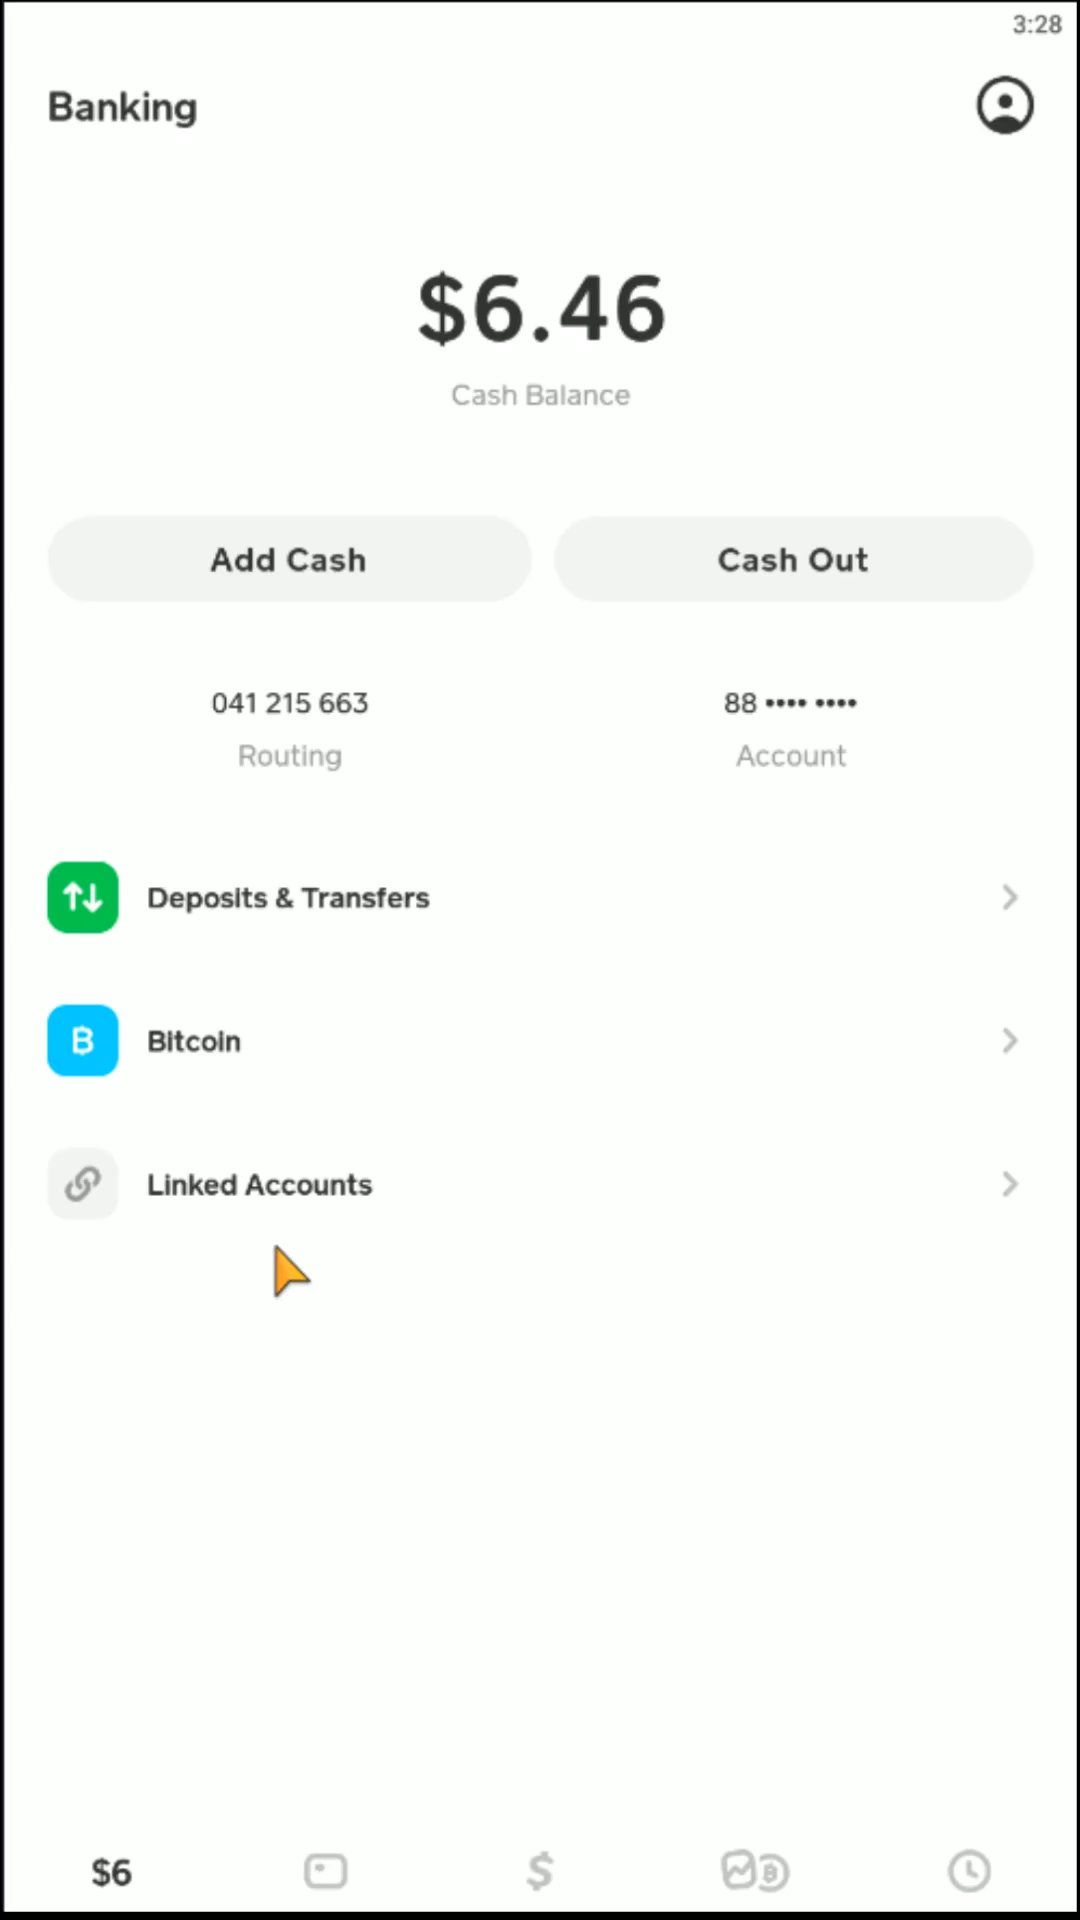 3:28
Banking
$6.46
Cash Balance
Add Cash
Cash Out
041 215 663
88 •••• ••••
Routing
Account
Deposits & Transfers
Bitcoin
Linked Accounts
$6